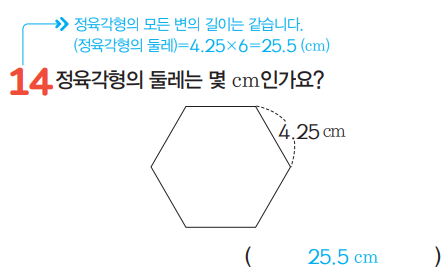 정육각형의 모든 변의 길이는 같습니다.
(정육각형의 둘레)=4.25×6=25.5 (cm)
14 정육각형의 둘레는 몇 cm인가요?
4.25 cm
( 25.5 cm )